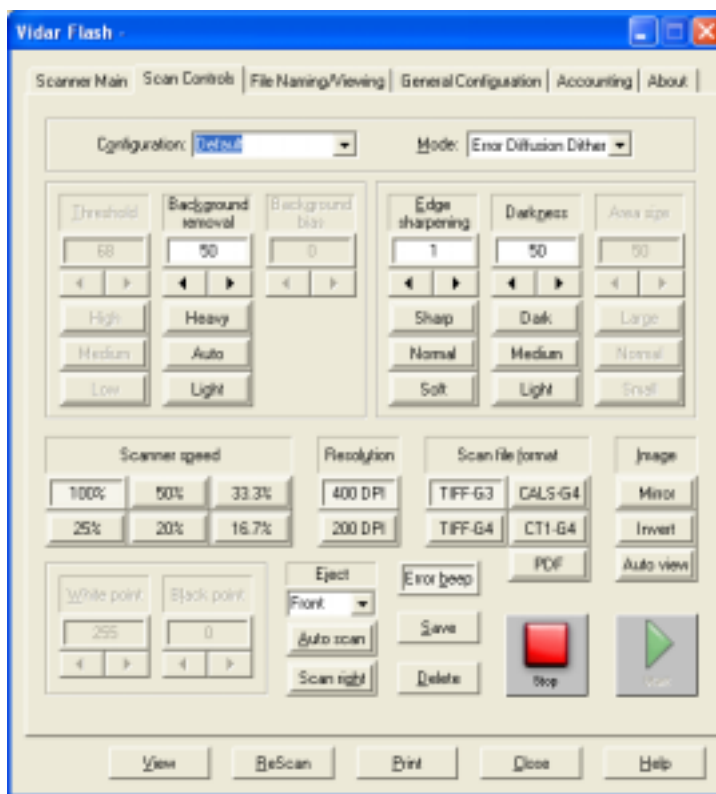 Vidar Flash -
Scanner Main Scan Controls File Naming/Viewing General Configuration Accounting About
Configuration: Default Mode: Error Diffusion Dither
Threshold Background removal Background bias Edge sharpening Darkness Area size
68 50 0 1 50 50
High Heavy Sharp Dark Large
Medium Auto Normal Medium Normal
Low Light Soft Light Small
Scanner speed Resolution Scan file format Image
100% 50% 33.3% 400 DPI TIFF-G3 CALS-G4 Mirror
25% 20% 16.7% 200 DPI TIFF-G4 CT1-G4 Invert
Eject Error beep PDF Auto view
White point Black point Front
255 0 Auto scan Save
Scan right Delete Stop
View ReScan Print Close Help